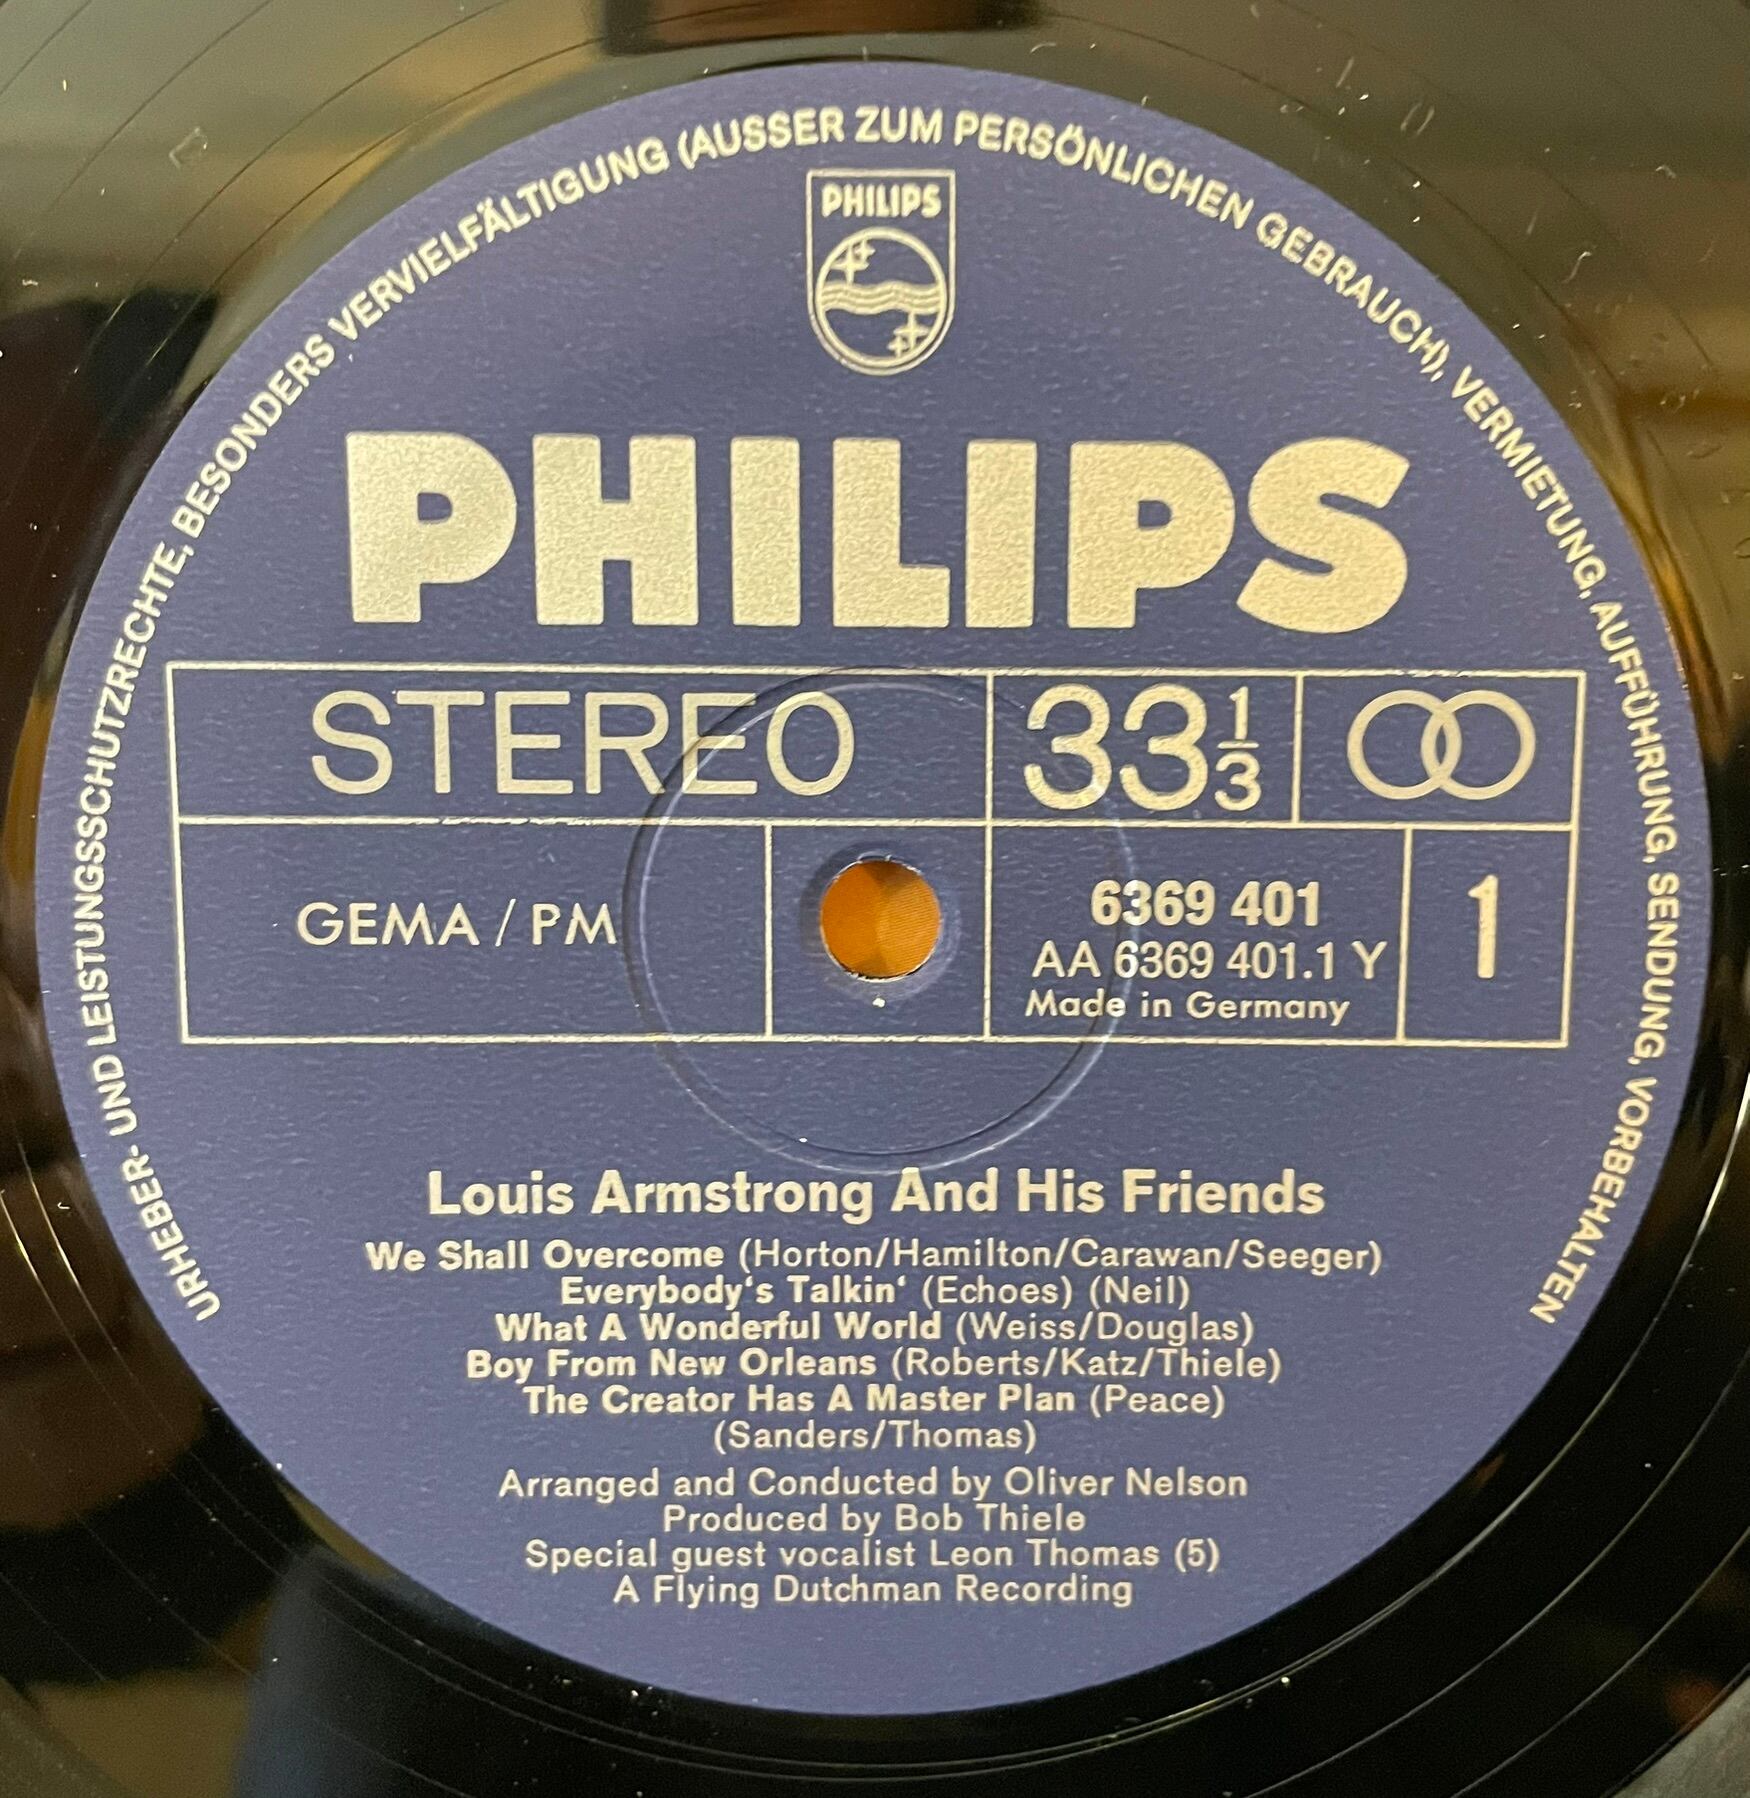 URHEBER- UND LEISTUNGSSCHUTZRECHTE, BESONDERS VERVIELFÄLTIGUNG (AUSSER ZUM PERSÖNLICHEN GEBRAUCH), VERMIETUNG, AUFFÜHRUNG, SENDUNG, VORBEHALTEN
PHILIPS
PHILIPS
STEREO 33 1/3
GEMA / PM
6369 401
AA 6369 401.1 Y
Made in Germany
1
Louis Armstrong And His Friends
We Shall Overcome (Horton/Hamilton/Carawan/Seeger)
Everybody‘s Talkin‘ (Echoes) (Neil)
What A Wonderful World (Weiss/Douglas)
Boy From New Orleans (Roberts/Katz/Thiele)
The Creator Has A Master Plan (Peace)
(Sanders/Thomas)
Arranged and Conducted by Oliver Nelson
Produced by Bob Thiele
Special guest vocalist Leon Thomas (5)
A Flying Dutchman Recording